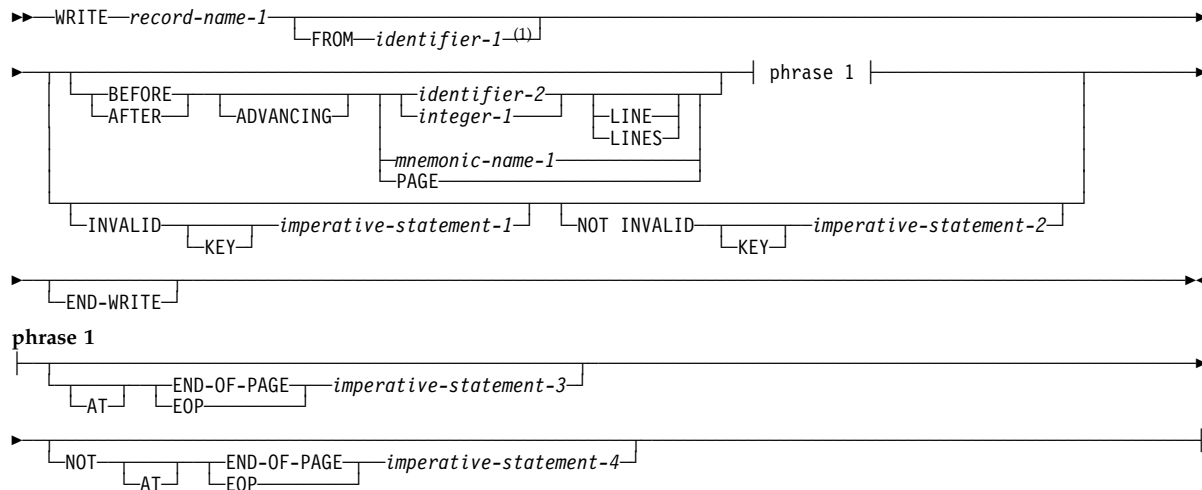 WRITE record-name-1
FROM identifier-1 (1)
phrase 1
BEFORE identifier-2
AFTER ADVANCING integer-1 LINE
LINES
mnemonic-name-1
PAGE
INVALID imperative-statement-1 NOT INVALID imperative-statement-2
KEY KEY
END-WRITE
phrase 1
END-OF-PAGE imperative-statement-3
AT EOP
NOT END-OF-PAGE imperative-statement-4
AT EOP